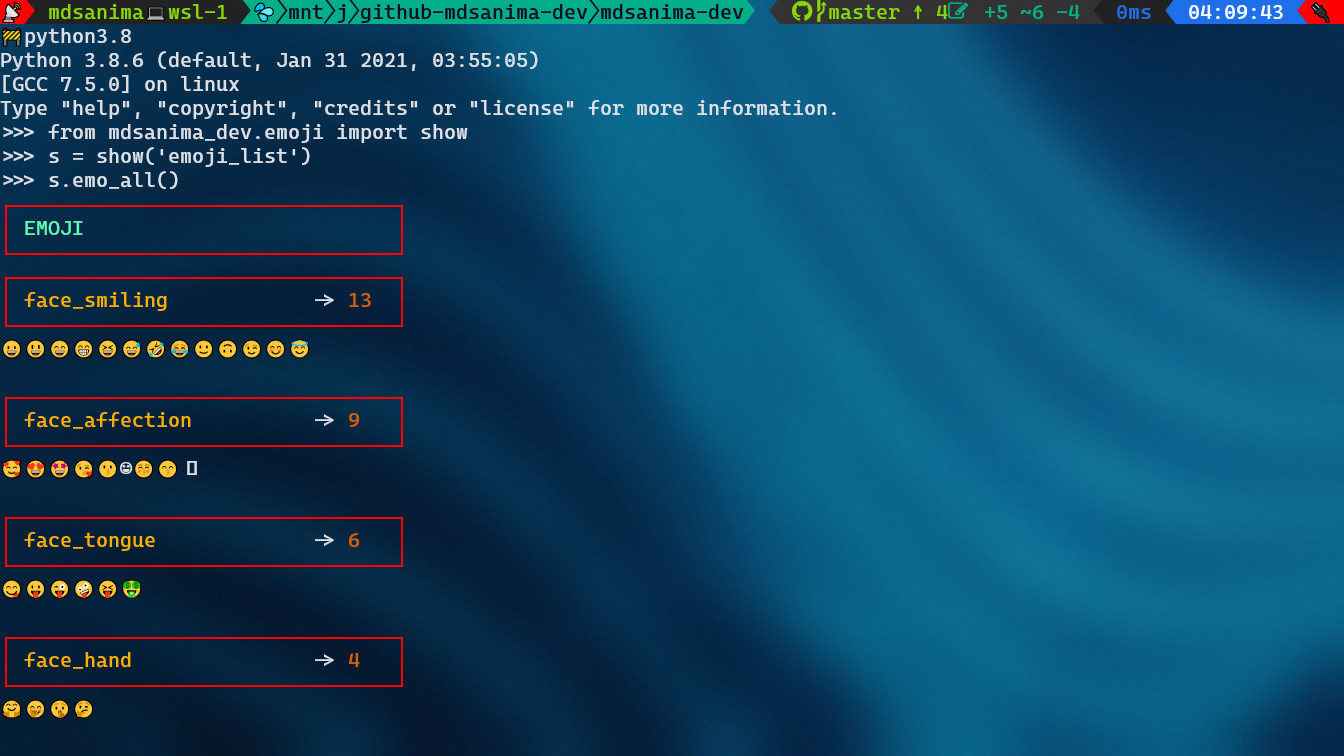 mdsanima💻wsl-1 mnt j github-mdsanima-dev mdsanima-dev master ↑ 4 +5 ~6 -4 0ms 04:09:43
🚧python3.8
Python 3.8.6 (default, Jan 31 2021, 03:55:05)
[GCC 7.5.0] on linux
Type "help", "copyright", "credits" or "license" for more information.
>>> from mdsanima_dev.emoji import show
>>> s = show('emoji_list')
>>> s.emo_all()
EMOJI
face_smiling → 13
😀 😃 😄 😁 😆 😅 🤣 😂 🙂 🙃 😉 😊 😇
face_affection → 9
🥰 😍 🤩 😘 😗 ☺ 😚 😙 ▯
face_tongue → 6
😋 😛 😜 🤪 😝 🤑
face_hand → 4
🤗 🤭 🤫 🤔